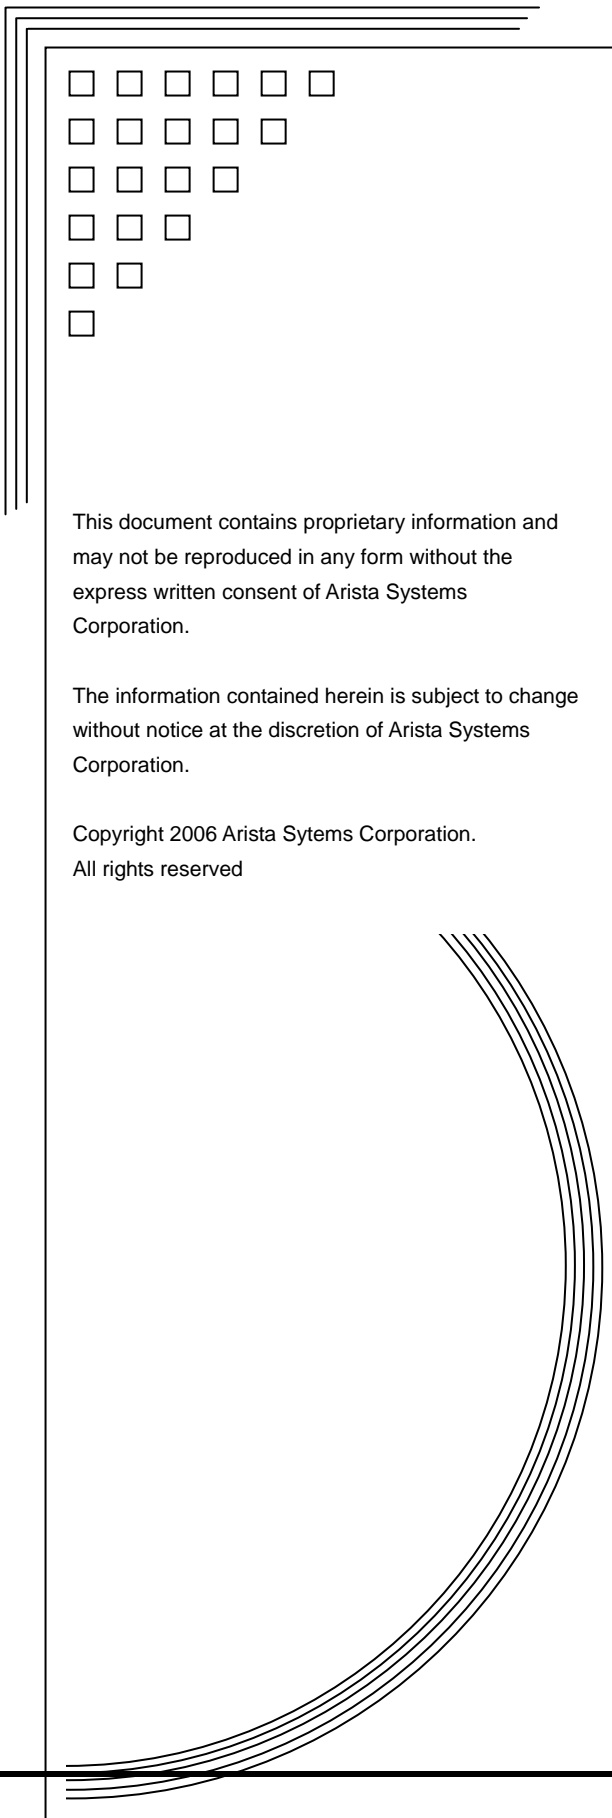 This document contains proprietary information and
may not be reproduced in any form without the
express written consent of Arista Systems
Corporation.
The information contained herein is subject to change
without notice at the discretion of Arista Systems
Corporation.
Copyright 2006 Arista Sytems Corporation.
All rights reserved